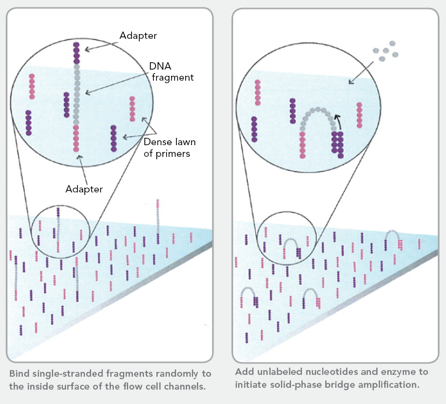 Adapter
DNA
fragment
Dense lawn
of primers
Adapter
Bind single-stranded fragments randomly to
the inside surface of the flow cell channels.
Add unlabeled nucleotides and enzyme to
initiate solid-phase bridge amplification.